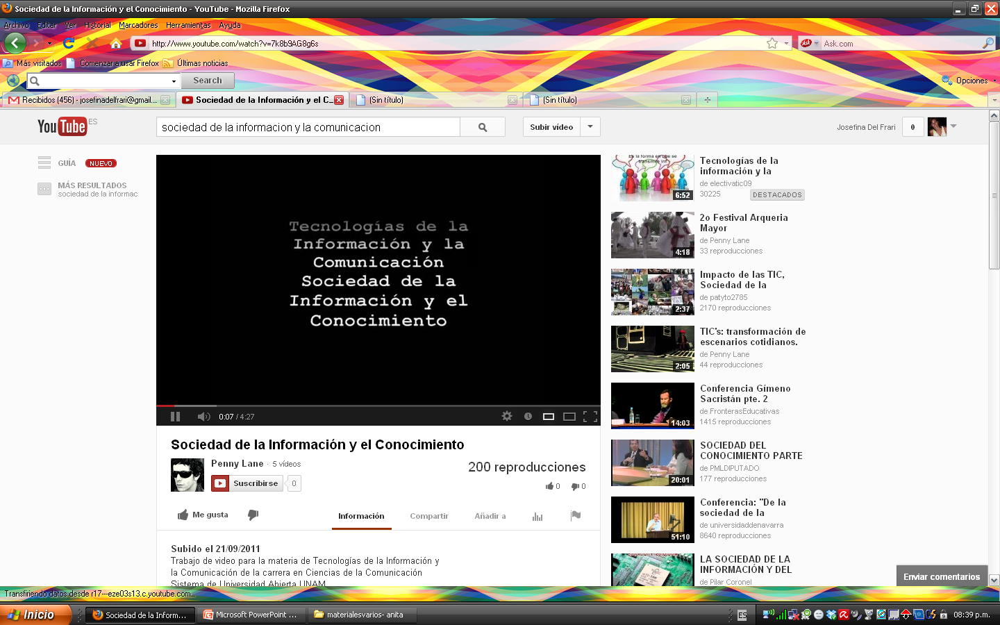 Sociedad de la Información y el Conocimiento - YouTube - Mozilla Firefox
Archivo Editar Ver Historial Marcadores Herramientas Ayuda
http://www.youtube.com/watch?v=7k8b9AG8g6s
Ask
Ask.com
Más visitados Comenzar a usar Firefox Últimas noticias
Search
Opciones
Recibidos (456) - josefinadelfrari@gmail....
Sociedad de la Información y el C...
(Sin título)
(Sin título)
YouTube ES
sociedad de la informacion y la comunicacion
Subir vídeo
Josefina Del Frari
0
GUÍA NUEVO
MÁS RESULTADOS
sociedad de la informac
Tecnologías de la
Información y la
Comunicación
Sociedad de la
Información y el
Conocimiento
0:07 / 4:27
Sociedad de la Información y el Conocimiento
Penny Lane · 5 vídeos
Suscribirse 0
200 reproducciones
0 0
Me gusta
Información
Compartir
Añadir a
Subido el 21/09/2011
Trabajo de video para la materia de Tecnologías de la Información y
la Comunicación de la carrera en Ciencias de la Comunicación
Sistema de Universidad Abierta UNAM
Es la forma en que se
transmite inf
6:52
Tecnologías de la
información y la
de electivatic09
30225
DESTACADOS
4:18
2o Festival Arqueria
Mayor
de Penny Lane
33 reproducciones
2:37
Impacto de las TIC,
Sociedad de la
de patyto2785
2170 reproducciones
2:05
TIC's: transformación de
escenarios cotidianos.
de Penny Lane
44 reproducciones
14:03
Conferencia Gímeno
Sacristán pte. 2
de FronterasEducativas
1415 reproducciones
20:01
SOCIEDAD DEL
CONOCIMIENTO PARTE
de PMLDIPUTADO
177 reproducciones
51:10
Conferencia: "De la
sociedad de la
de universidaddenavarra
8640 reproducciones
LA SOCIEDAD DE LA
INFORMACIÓN Y DEL
de Pilar Coronel
Enviar comentarios
Transfiriendo datos desde r17---eze03s13.c.youtube.com...
Inicio
Sociedad de la Inform...
Microsoft PowerPoint ...
materialesvarios- anita
ES
08:39 p.m.